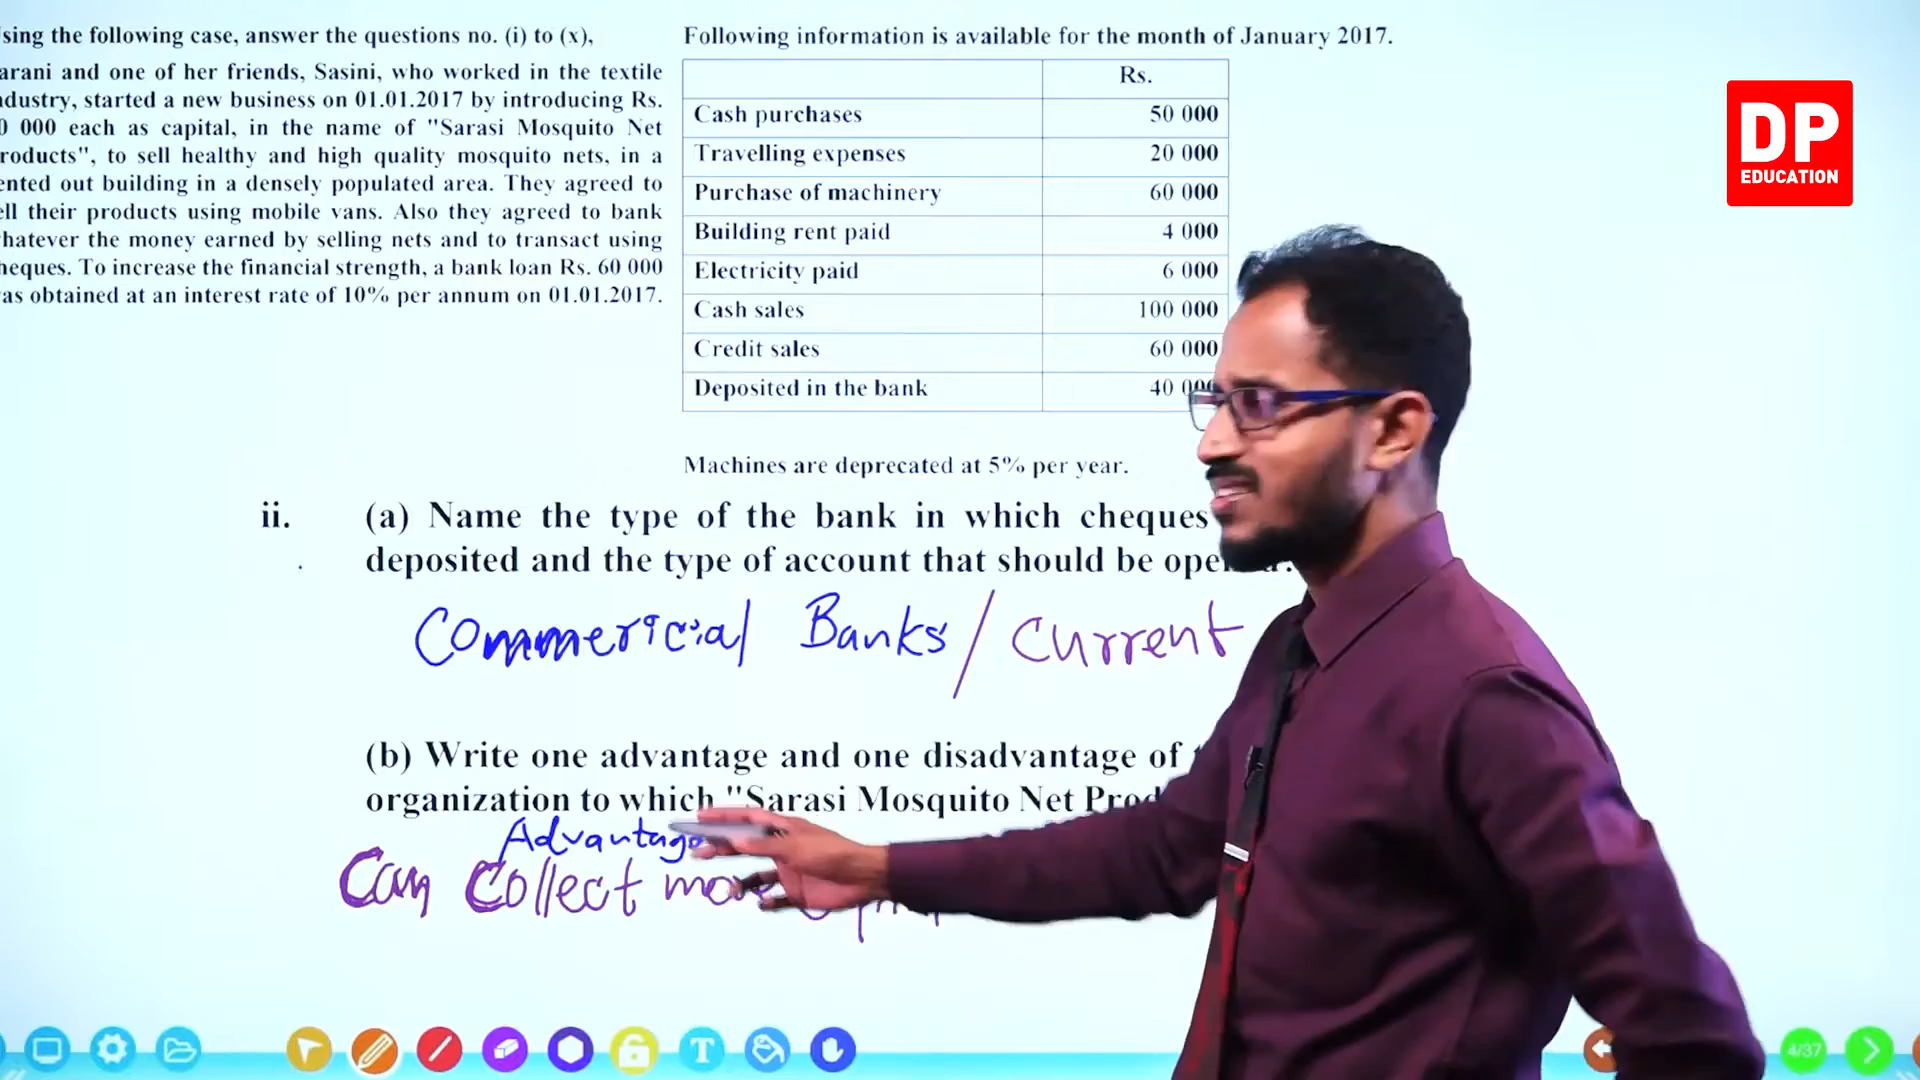 sing the following case, answer the questions no. (i) to (x),
arani and one of her friends, Sasini, who worked in the textile
ndustry, started a new business on 01.01.2017 by introducing Rs.
0 000 each as capital, in the name of "Sarasi Mosquito Net
roducts", to sell healthy and high quality mosquito nets, in a
ented out building in a densely populated area. They agreed to
ell their products using mobile vans. Also they agreed to bank
hatever the money earned by selling nets and to transact using
heques. To increase the financial strength, a bank loan Rs. 60 000
as obtained at an interest rate of 10% per annum on 01.01.2017.
Following information is available for the month of January 2017.
Rs.
Cash purchases 50 000
Travelling expenses 20 000
Purchase of machinery 60 000
Building rent paid 4 000
Electricity paid 6 000
Cash sales 100 000
Credit sales 60 000
Deposited in the bank 40 000
Machines are deprecated at 5% per year.
DP
EDUCATION
ii. (a) Name the type of the bank in which cheques
deposited and the type of account that should be
Commericial Banks / Current
(b) Write one advantage and one disadvantage of
organization to which "Sarasi Mosquito Net
Advantage
Can Collect more
T
4/37